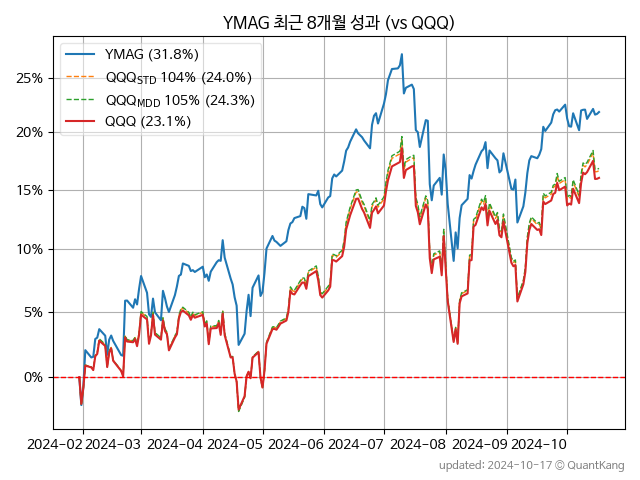 YMAG 최근 8개월 성과 (vs QQQ)
YMAG (31.8%)
QQQSTD 104% (24.0%)
QQQMDD 105% (24.3%)
QQQ (23.1%)
25%
20%
15%
10%
5%
0%
2024-02 2024-03 2024-04 2024-05 2024-06 2024-07 2024-08 2024-09 2024-10
updated: 2024-10-17 © QuantKang